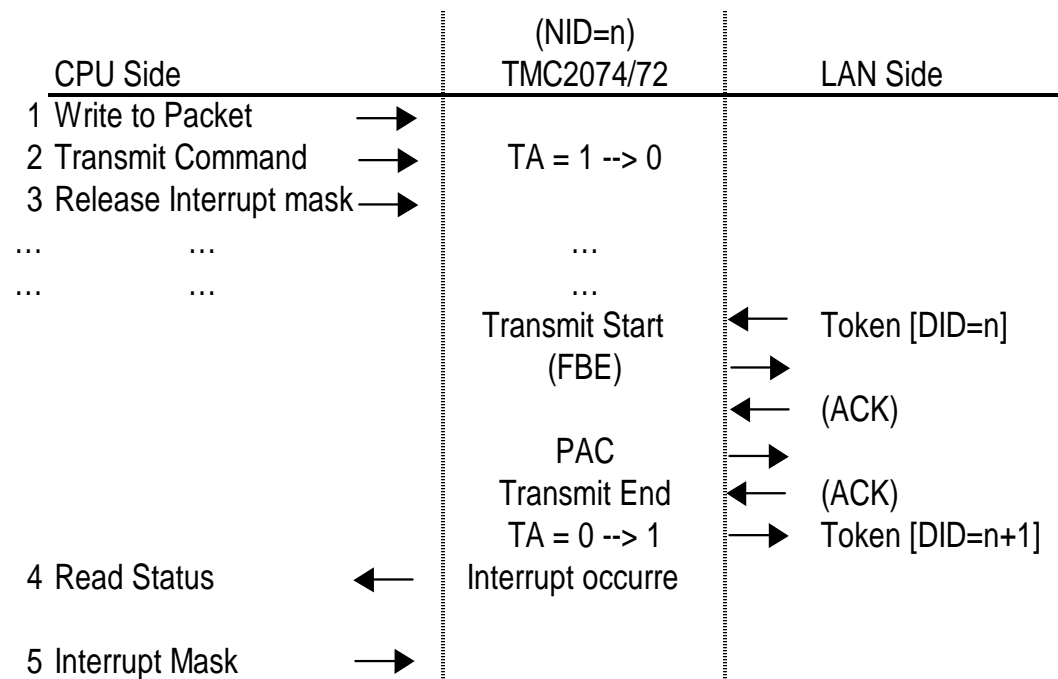 (NID=n)
CPU Side TMC2074/72 LAN Side
1 Write to Packet
2 Transmit Command TA = 1 --> 0
3 Release Interrupt mask
… … …
… … …
Transmit Start Token [DID=n]
(FBE)
(ACK)
PAC
Transmit End (ACK)
TA = 0 --> 1 Token [DID=n+1]
4 Read Status Interrupt occurre
5 Interrupt Mask